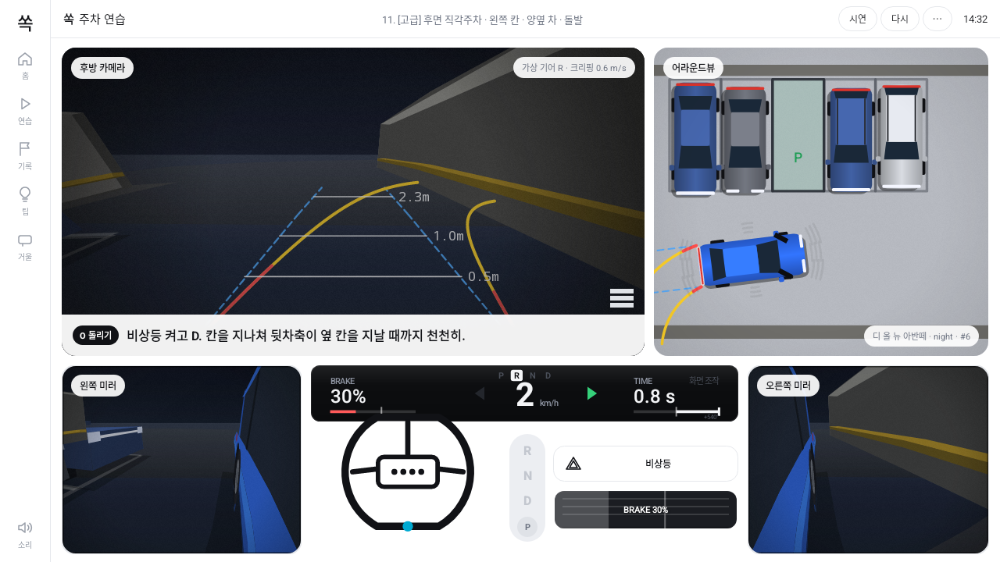 쏙
쏙 주차 연습
11. [고급] 후면 직각주차 · 왼쪽 칸 · 양옆 차 · 돌발
시연
다시
···
14:32
홈
연습
기록
팁
거울
소리
후방 카메라
가상 기어 R · 크리핑 0.6 m/s
2.3m
1.0m
0.5m
0 돌리기
비상등 켜고 D. 칸을 지나쳐 뒷차축이 옆 칸을 지날 때까지 천천히.
어라운드뷰
P
디 올 뉴 아반떼 · night · #6
왼쪽 미러
P R N D
BRAKE
30%
2 km/h
TIME
0.8 s
화면 조작
R
N
D
P
비상등
BRAKE 30%
오른쪽 미러